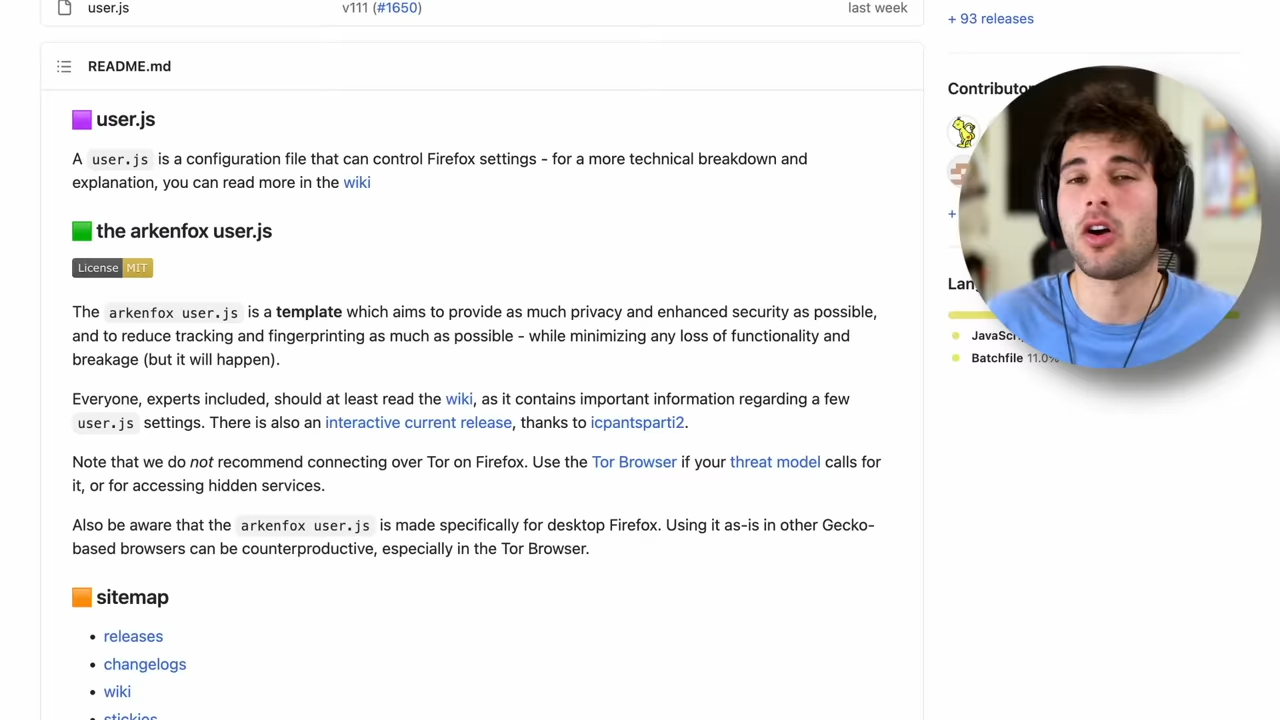 user.js v111 (#1650) last week
+ 93 releases
README.md
Contributo
user.js
A user.js is a configuration file that can control Firefox settings - for a more technical breakdown and
explanation, you can read more in the wiki
+
the arkenfox user.js
License MIT
Lan
The arkenfox user.js is a template which aims to provide as much privacy and enhanced security as possible,
and to reduce tracking and fingerprinting as much as possible - while minimizing any loss of functionality and
breakage (but it will happen).
JavaSc
Batchfile 11.0%
Everyone, experts included, should at least read the wiki, as it contains important information regarding a few
user.js settings. There is also an interactive current release, thanks to icpantsparti2.
Note that we do not recommend connecting over Tor on Firefox. Use the Tor Browser if your threat model calls for
it, or for accessing hidden services.
Also be aware that the arkenfox user.js is made specifically for desktop Firefox. Using it as-is in other Gecko-
based browsers can be counterproductive, especially in the Tor Browser.
sitemap
• releases
• changelogs
• wiki
stickies